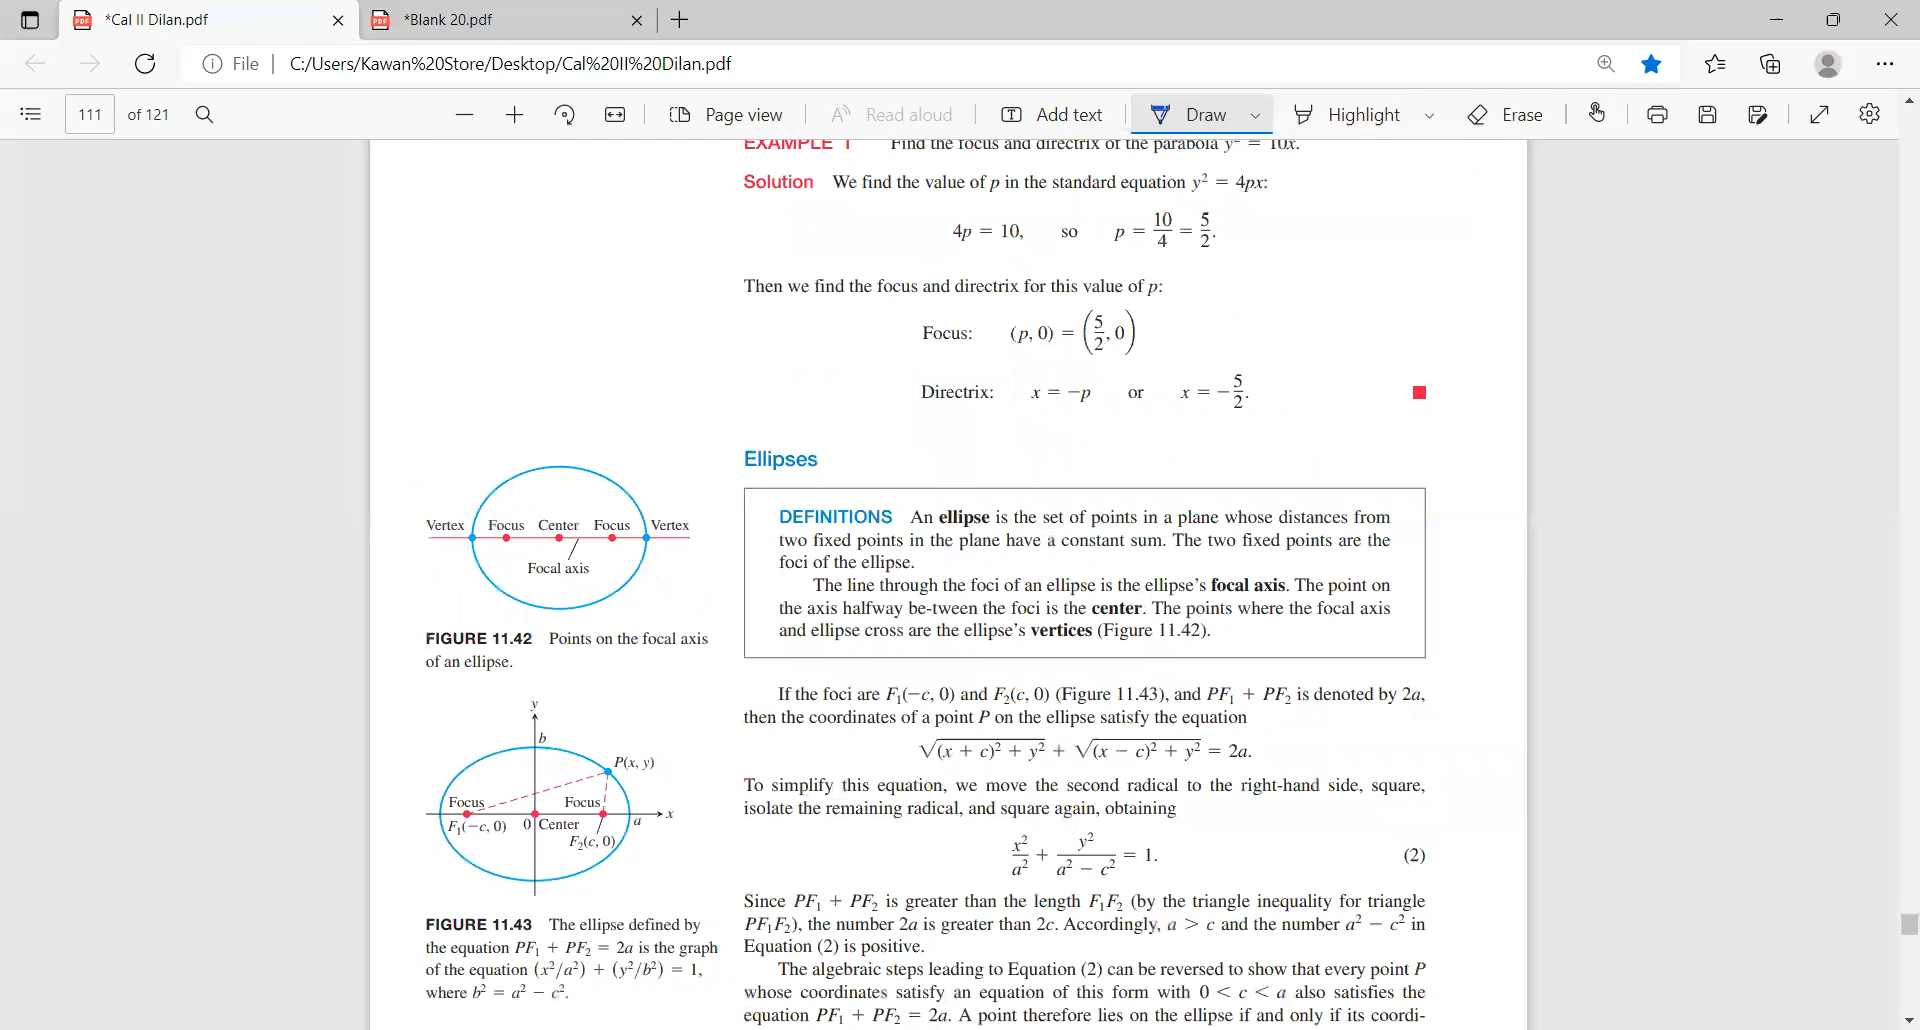 *Cal II Dilan.pdf
*Blank 20.pdf
File | C:/Users/Kawan%20Store/Desktop/Cal%20II%20Dilan.pdf
111 of 121
Page view
Read aloud
Add text
Draw
Highlight
Erase
EXAMPLE 1 Find the focus and directrix of the parabola y² = 10x.
Solution We find the value of p in the standard equation y² = 4px:
4p = 10, so p = 10/4 = 5/2.
Then we find the focus and directrix for this value of p:
Focus: (p, 0) = (5/2, 0)
Directrix: x = −p or x = −5/2.
Ellipses
DEFINITIONS An ellipse is the set of points in a plane whose distances from
two fixed points in the plane have a constant sum. The two fixed points are the
foci of the ellipse.
The line through the foci of an ellipse is the ellipse's focal axis. The point on
the axis halfway be-tween the foci is the center. The points where the focal axis
and ellipse cross are the ellipse's vertices (Figure 11.42).
Vertex Focus Center Focus Vertex
Focal axis
FIGURE 11.42 Points on the focal axis
of an ellipse.
If the foci are F₁(−c, 0) and F₂(c, 0) (Figure 11.43), and PF₁ + PF₂ is denoted by 2a,
then the coordinates of a point P on the ellipse satisfy the equation
√((x + c)² + y²) + √((x − c)² + y²) = 2a.
To simplify this equation, we move the second radical to the right-hand side, square,
isolate the remaining radical, and square again, obtaining
x²/a² + y²/(a² − c²) = 1. (2)
Since PF₁ + PF₂ is greater than the length F₁F₂ (by the triangle inequality for triangle
PF₁F₂), the number 2a is greater than 2c. Accordingly, a > c and the number a² − c² in
Equation (2) is positive.
The algebraic steps leading to Equation (2) can be reversed to show that every point P
whose coordinates satisfy an equation of this form with 0 < c < a also satisfies the
equation PF₁ + PF₂ = 2a. A point therefore lies on the ellipse if and only if its coordi-
y
b
P(x, y)
Focus Focus
F₁(−c, 0) 0 Center a x
F₂(c, 0)
FIGURE 11.43 The ellipse defined by
the equation PF₁ + PF₂ = 2a is the graph
of the equation (x²/a²) + (y²/b²) = 1,
where b² = a² − c².